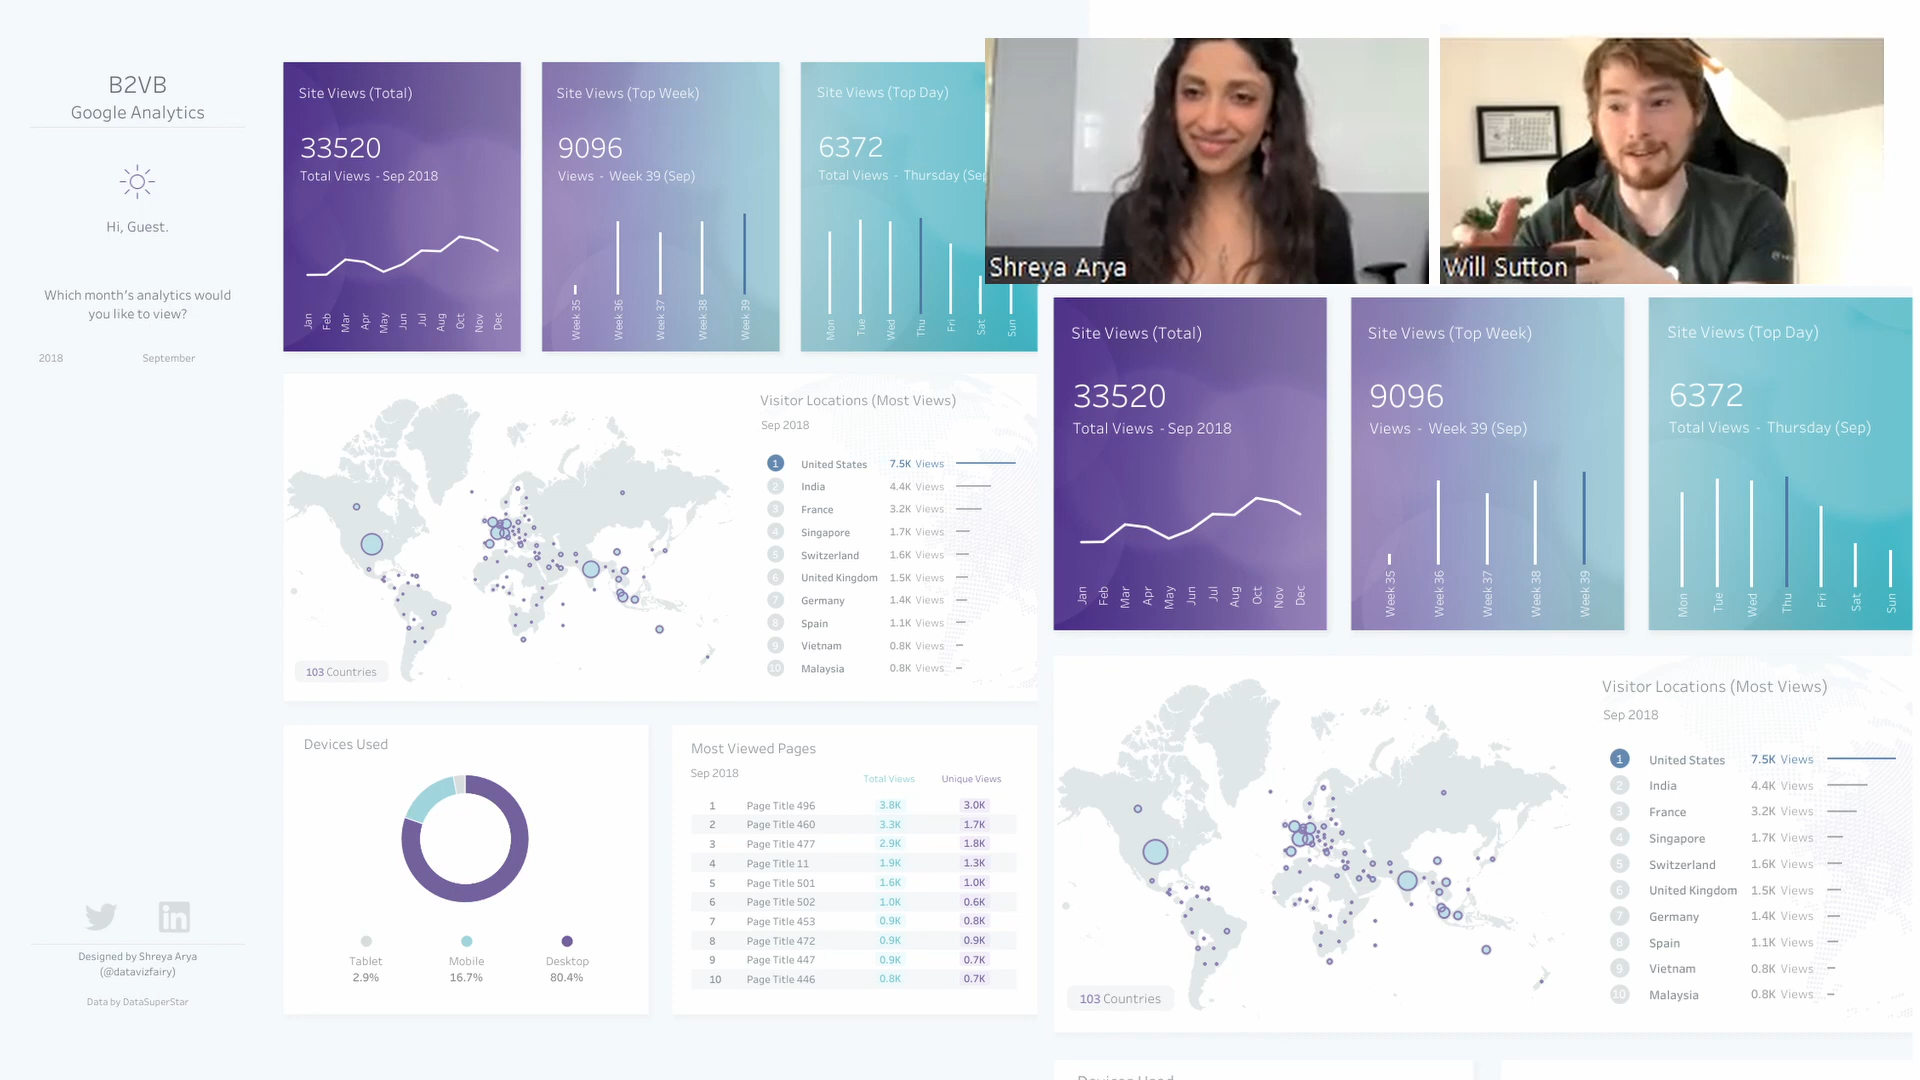 B2VB
Google Analytics
Hi, Guest.
Which month's analytics would
you like to view?
2018 September
Designed by Shreya Arya
(@datavizfairy)
Data by DataSuperStar
Site Views (Total)
33520
Total Views - Sep 2018
Jan Feb Mar Apr May Jun Jul Aug Oct Nov Dec
Site Views (Top Week)
9096
Views - Week 39 (Sep)
Week 35 Week 36 Week 37 Week 38 Week 39
Site Views (Top Day)
6372
Total Views - Thursday (Sep
Mon Tue Wed Thu Fri Sat Sun
Shreya Arya
Will Sutton
Visitor Locations (Most Views)
Sep 2018
1 United States 7.5K Views
2 India 4.4K Views
3 France 3.2K Views
4 Singapore 1.7K Views
5 Switzerland 1.6K Views
6 United Kingdom 1.5K Views
7 Germany 1.4K Views
8 Spain 1.1K Views
9 Vietnam 0.8K Views
10 Malaysia 0.8K Views
103 Countries
Devices Used
Tablet Mobile Desktop
2.9% 16.7% 80.4%
Most Viewed Pages
Sep 2018
Total Views Unique Views
1 Page Title 496 3.8K 3.0K
2 Page Title 460 3.3K 1.7K
3 Page Title 477 2.9K 1.8K
4 Page Title 11 1.9K 1.3K
5 Page Title 501 1.6K 1.0K
6 Page Title 502 1.0K 0.6K
7 Page Title 453 0.9K 0.8K
8 Page Title 472 0.9K 0.9K
9 Page Title 447 0.9K 0.7K
10 Page Title 446 0.8K 0.7K
Site Views (Total)
33520
Total Views - Sep 2018
Jan Feb Mar Apr May Jun Jul Aug Oct Nov Dec
Site Views (Top Week)
9096
Views - Week 39 (Sep)
Week 35 Week 36 Week 37 Week 38 Week 39
Site Views (Top Day)
6372
Total Views - Thursday (Sep)
Mon Tue Wed Thu Fri Sat Sun
Visitor Locations (Most Views)
Sep 2018
1 United States 7.5K Views
2 India 4.4K Views
3 France 3.2K Views
4 Singapore 1.7K Views
5 Switzerland 1.6K Views
6 United Kingdom 1.5K Views
7 Germany 1.4K Views
8 Spain 1.1K Views
9 Vietnam 0.8K Views
10 Malaysia 0.8K Views
103 Countries
Devices Used